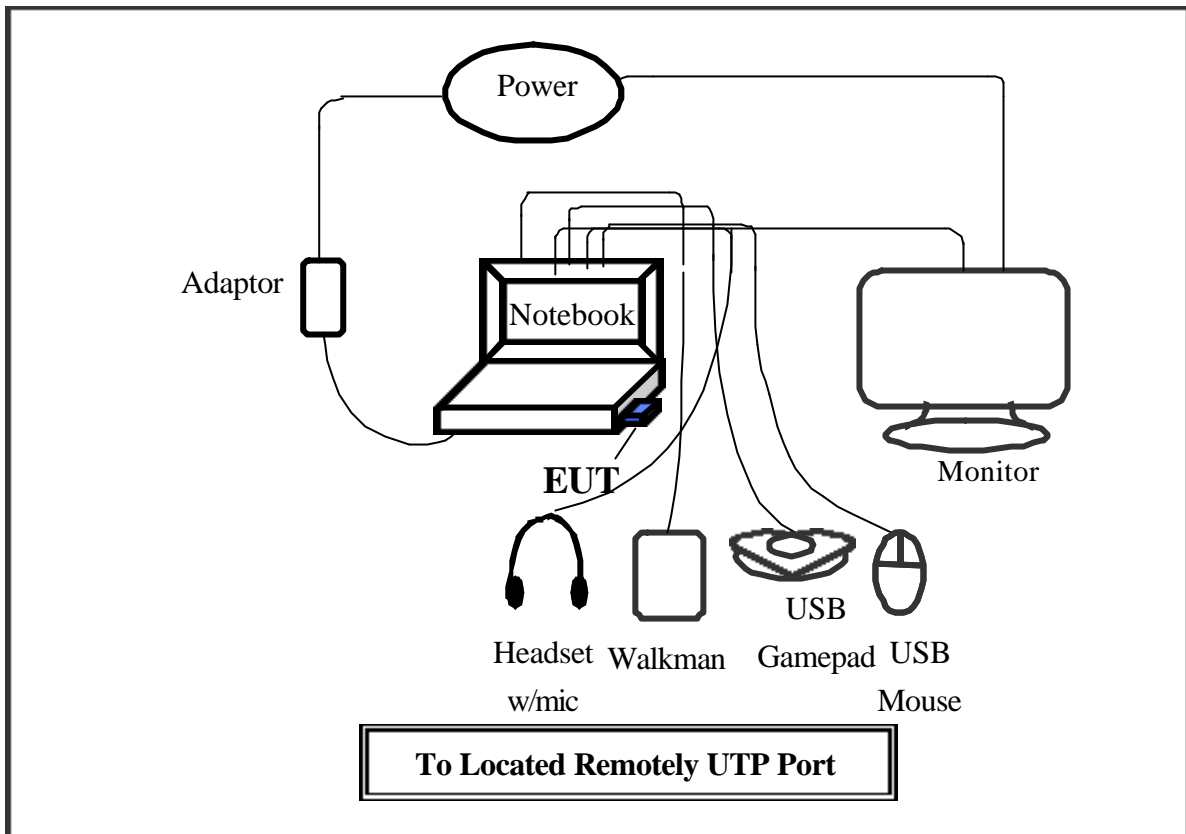 Power
Adaptor
Notebook
EUT
Monitor
Headset
w/mic
Walkman
USB
Gamepad
USB
Mouse
To Located Remotely UTP Port